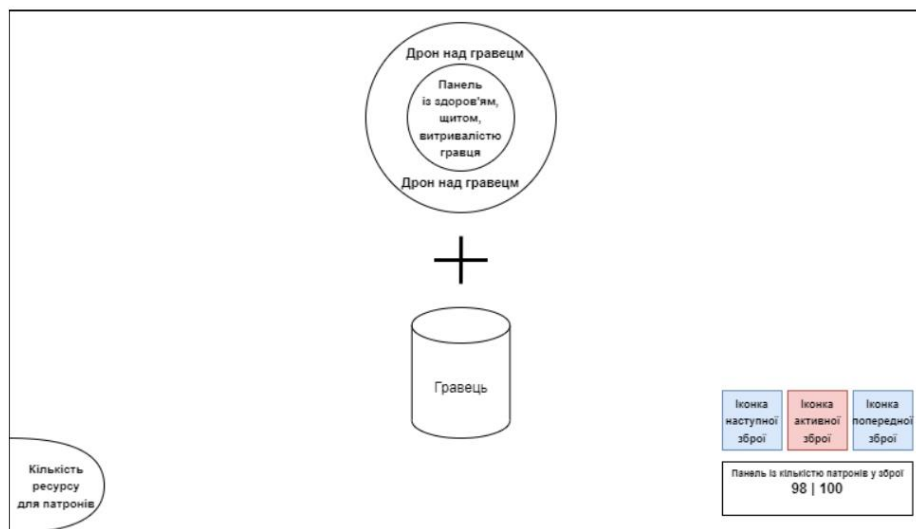 Дрон над гравецм
Панель
із здоров'ям,
щитом,
витривалістю
гравця
Дрон над гравецм
Гравець
Іконка
наступної
зброї
Іконка
активної
зброї
Іконка
попередної
зброї
Кількість
ресурсу
для патронів
Панель із кількістю патронів у зброї
98 | 100